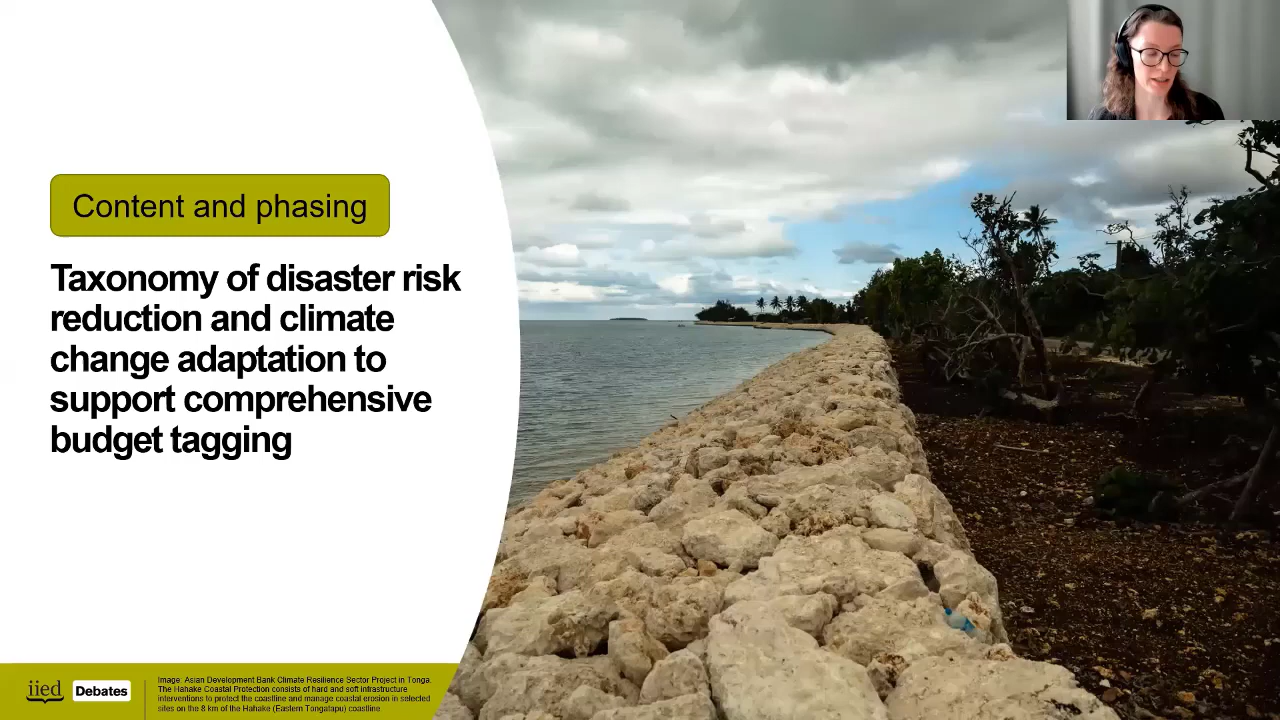 Content and phasing
Taxonomy of disaster risk
reduction and climate
change adaptation to
support comprehensive
budget tagging
iied
Debates
Image: Asian Development Bank Climate Resilience Sector Project in Tonga.
The Hahake Coastal Protection consists of hard and soft infrastructure
interventions to protect the coastline and manage coastal erosion in selected
sites on the 8 km of the Hahake (Eastern Tongatapu) coastline